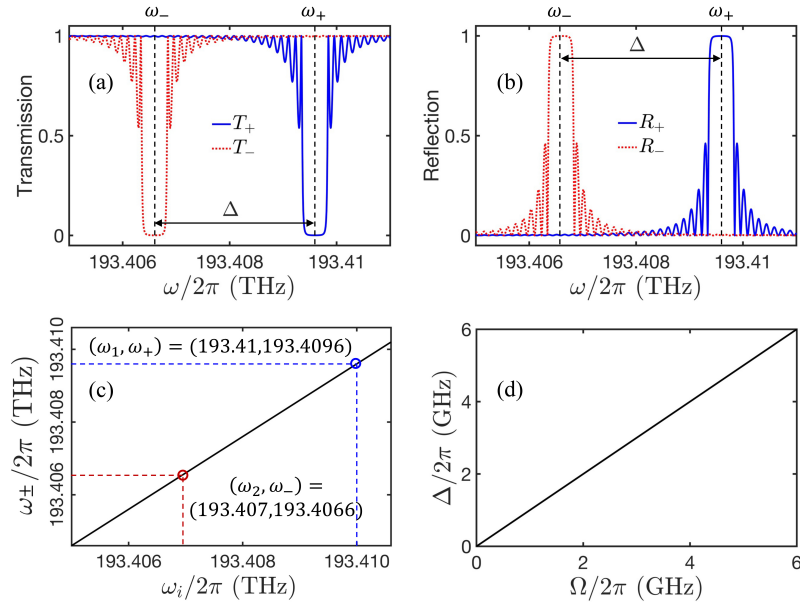 ω₋ ω₊
(a)
Δ
T₊
T₋
Transmission
1
0.5
0
193.406 193.408 193.41
ω/2π (THz)
ω₋ ω₊
(b)
Δ
R₊
R₋
Reflection
1
0.5
0
193.406 193.408 193.41
ω/2π (THz)
(c)
(ω₁, ω₊) = (193.41,193.4096)
(ω₂, ω₋) =
(193.407,193.4066)
ω±/2π (THz)
193.410
193.408
193.406
193.406 193.408 193.410
ωᵢ/2π (THz)
(d)
Δ/2π (GHz)
6
4
2
0
0 2 4 6
Ω/2π (GHz)